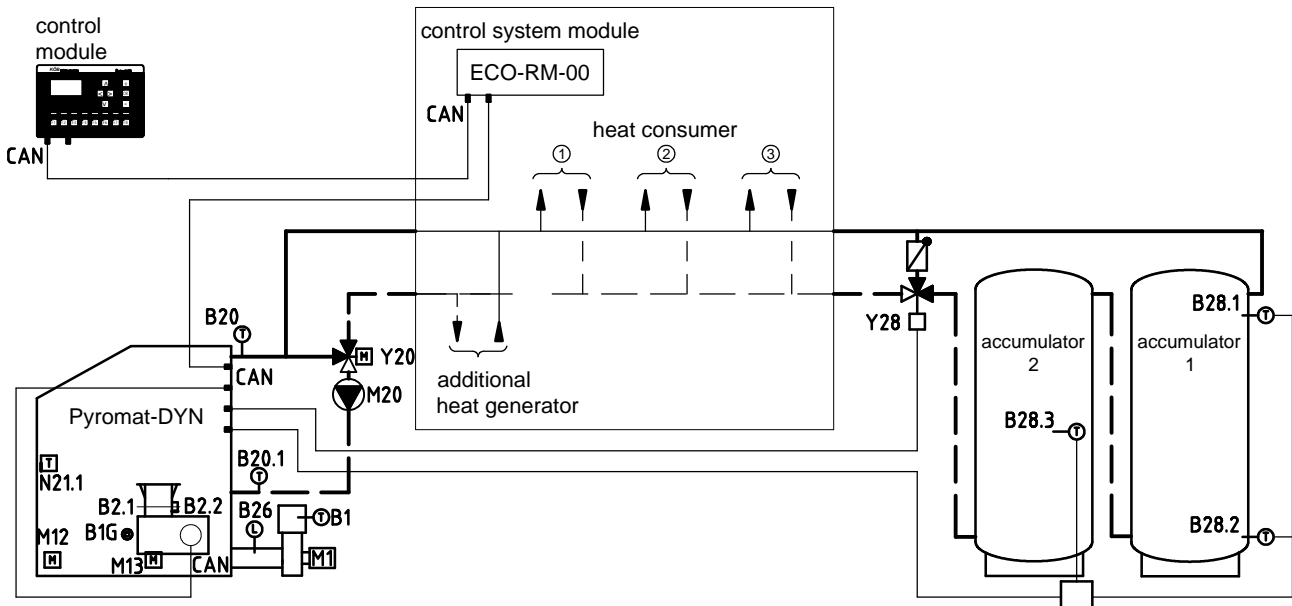 control
module
CAN
control system module
ECO-RM-00
CAN
heat consumer
1
2
3
B20
T
M
Y20
M20
CAN
Pyromat-DYN
additional
heat generator
Y28
accumulator
2
accumulator
1
B28.1
T
B28.3
T
B28.2
T
T
N21.1
B20.1
T
B2.1
B2.2
B26
L
T
B1
M12
M
B1G
M13
M
CAN
M1